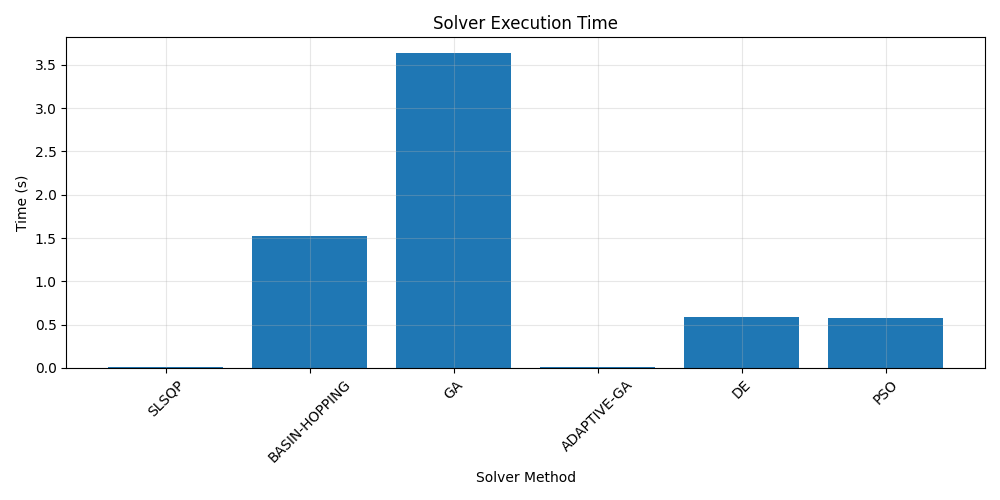 Solver Execution Time
Time (s)
3.5
3.0
2.5
2.0
1.5
1.0
0.5
0.0
SLSQP
BASIN-HOPPING
GA
ADAPTIVE-GA
DE
PSO
Solver Method